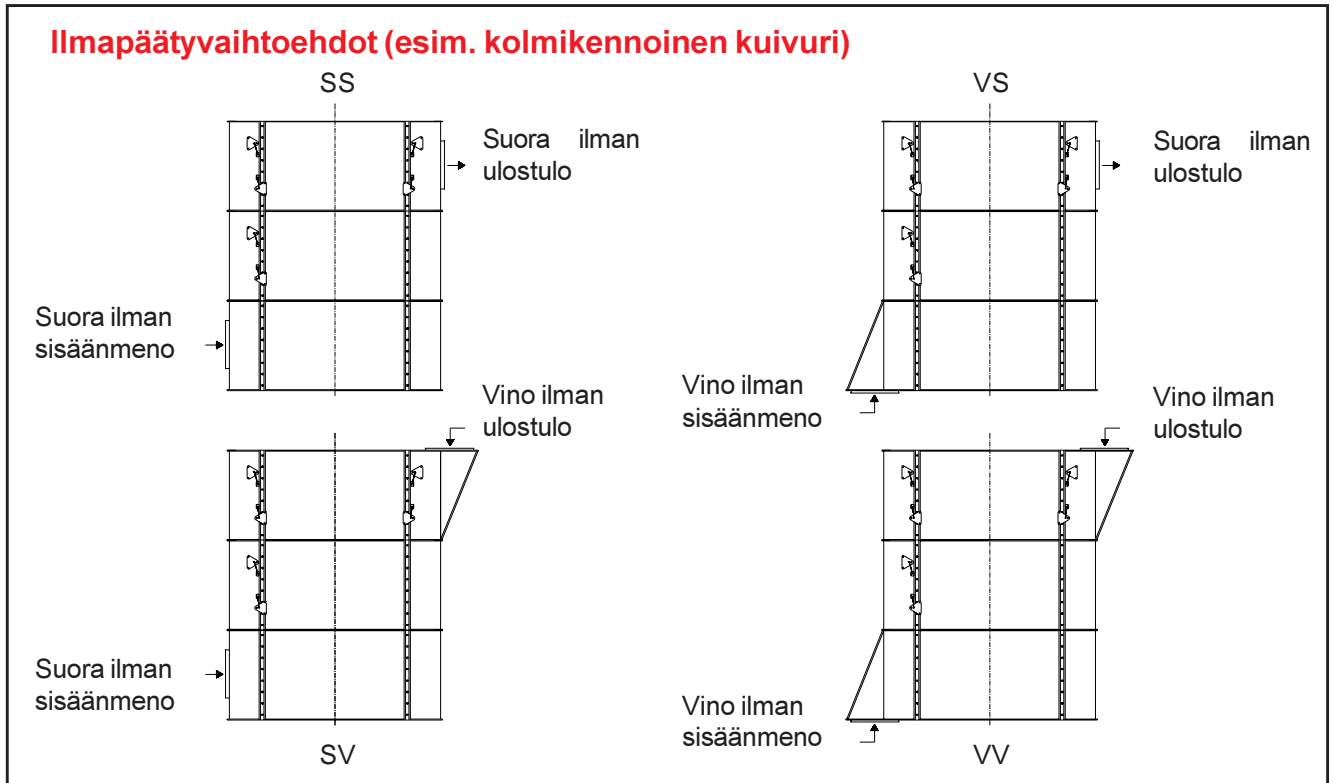 Ilmapäätyvaihtoehdot (esim. kolmikennoinen kuivuri)
SS
Suora ilman
ulostulo
Suora ilman
sisäänmeno
VS
Suora ilman
ulostulo
Vino ilman
sisäänmeno
Vino ilman
ulostulo
Suora ilman
sisäänmeno
SV
Vino ilman
ulostulo
Vino ilman
sisäänmeno
VV